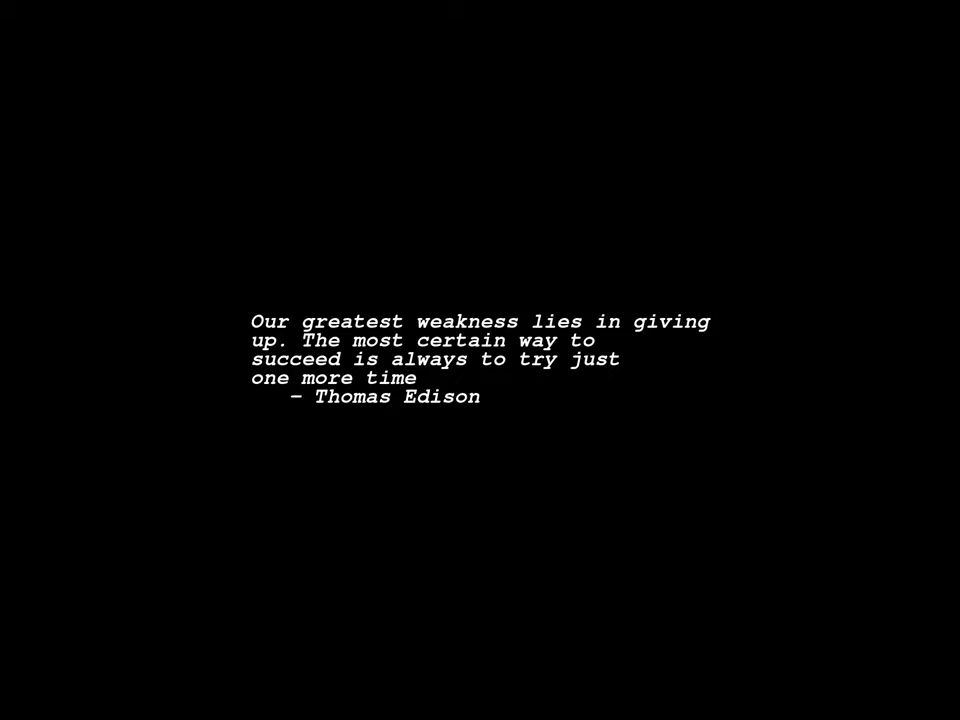 Our greatest weakness lies in giving
up. The most certain way to
succeed is always to try just
one more time
– Thomas Edison